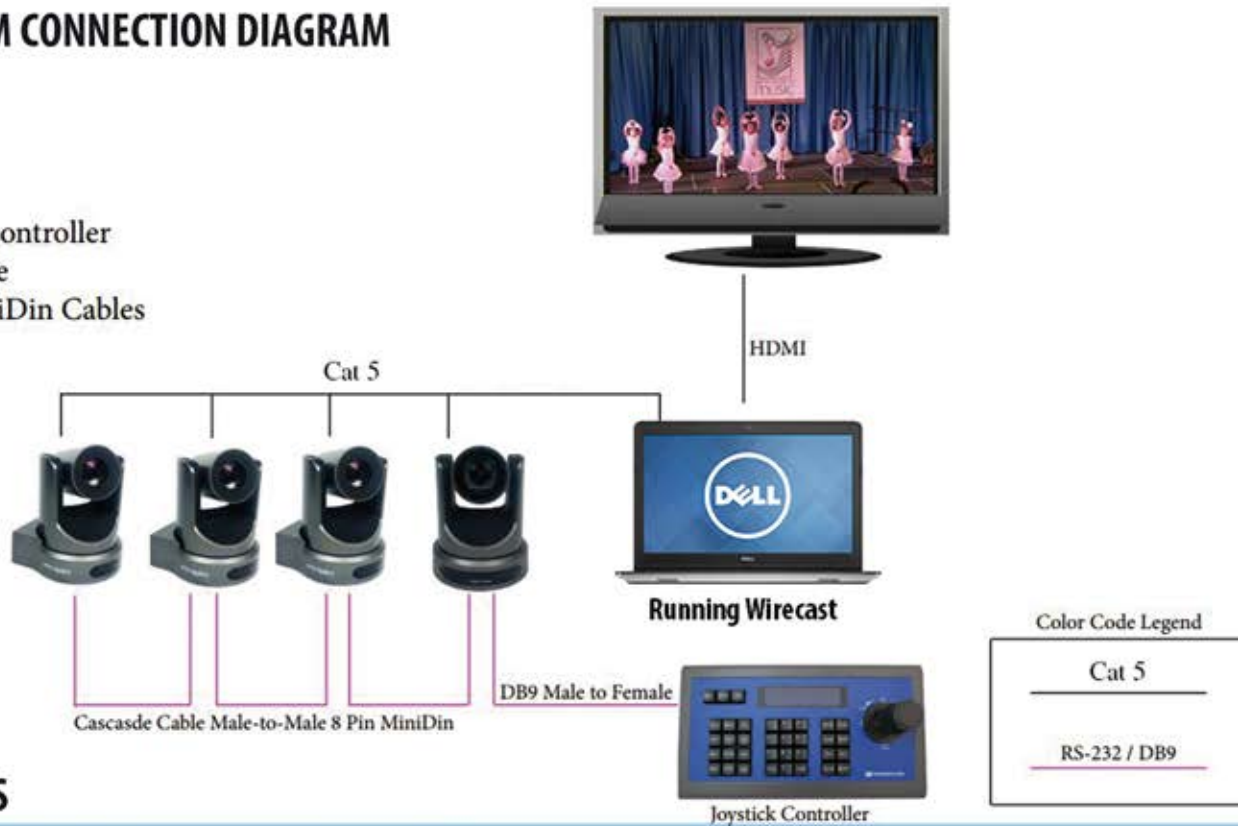 M CONNECTION DIAGRAM
music
ontroller
e
iDin Cables
HDMI
Cat 5
DELL
Running Wirecast
Color Code Legend
Cat 5
DB9 Male to Female
Cascasde Cable Male-to-Male 8 Pin MiniDin
RS-232 / DB9
S
Joystick Controller